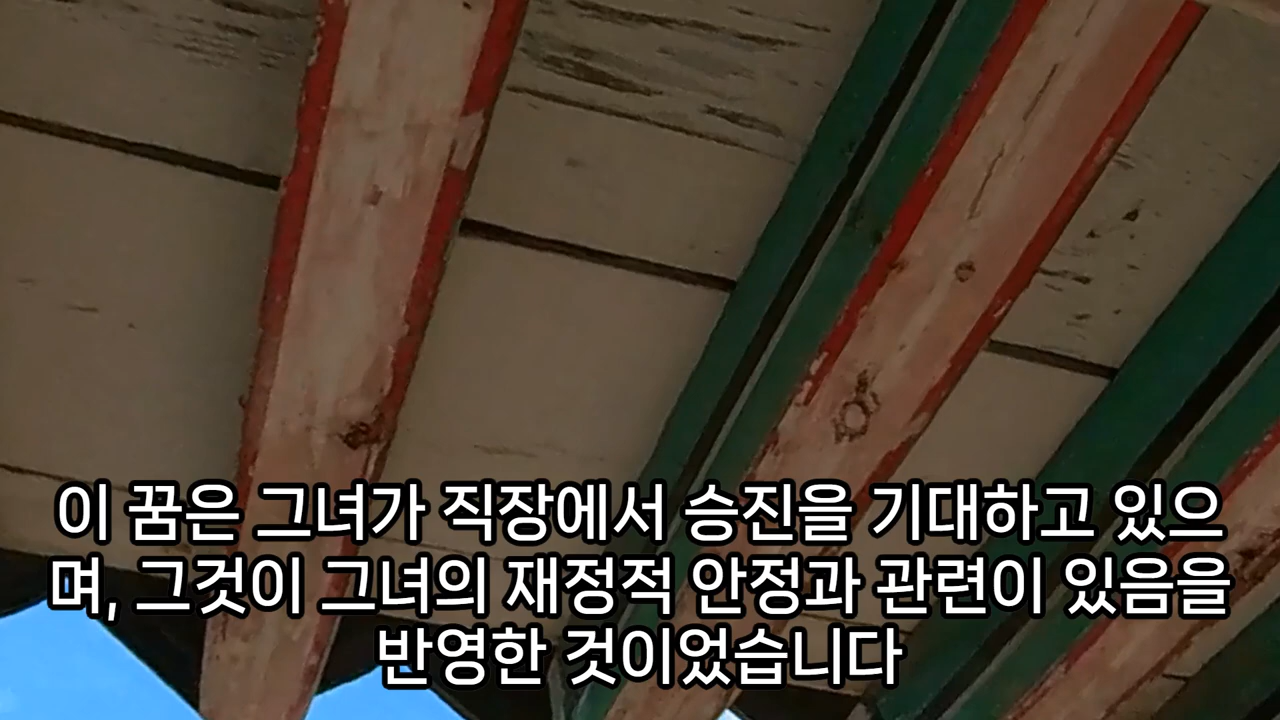 이 꿈은 그녀가 직장에서 승진을 기대하고 있으
며, 그것이 그녀의 재정적 안정과 관련이 있음을
반영한 것이었습니다